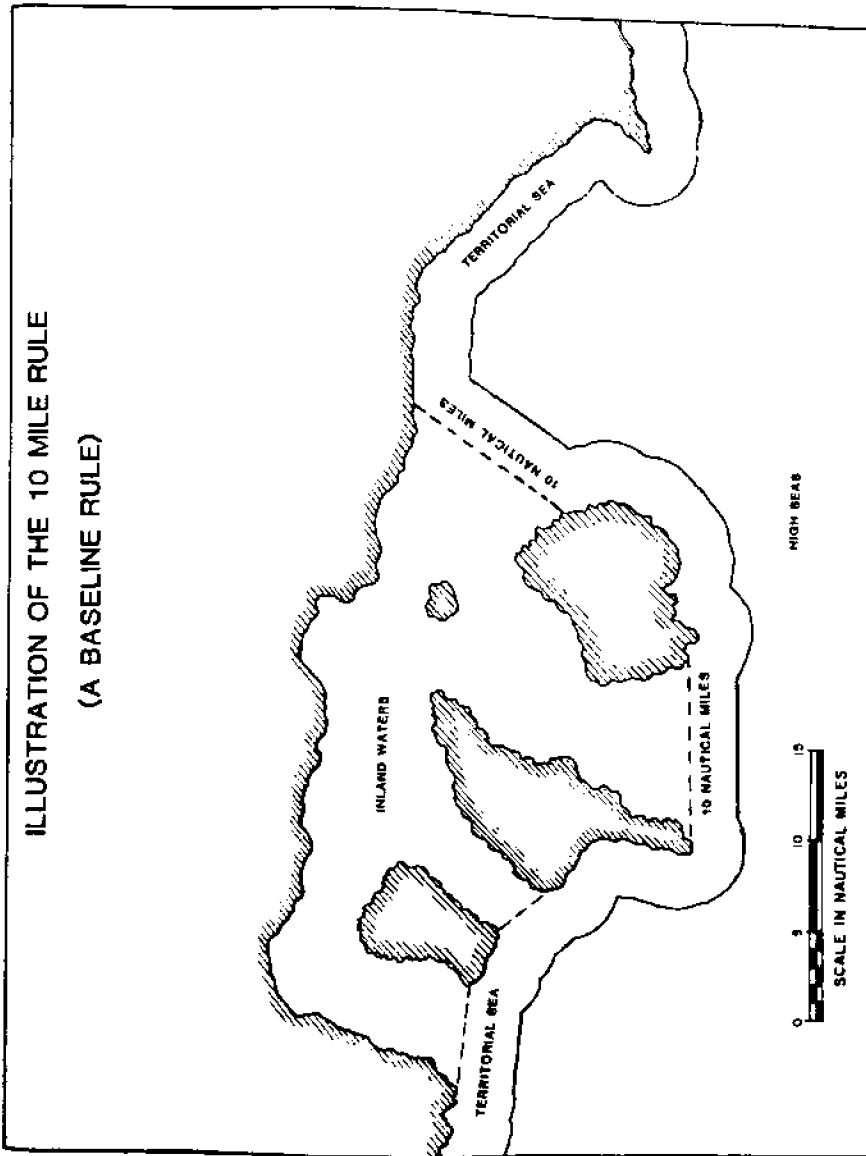 ILLUSTRATION OF THE 10 MILE RULE
(A BASELINE RULE)
INLAND WATERS
TERRITORIAL SEA
10 NAUTICAL MILES
10 NAUTICAL MILES
TERRITORIAL SEA
HIGH SEAS
0 5 10 15
SCALE IN NAUTICAL MILES